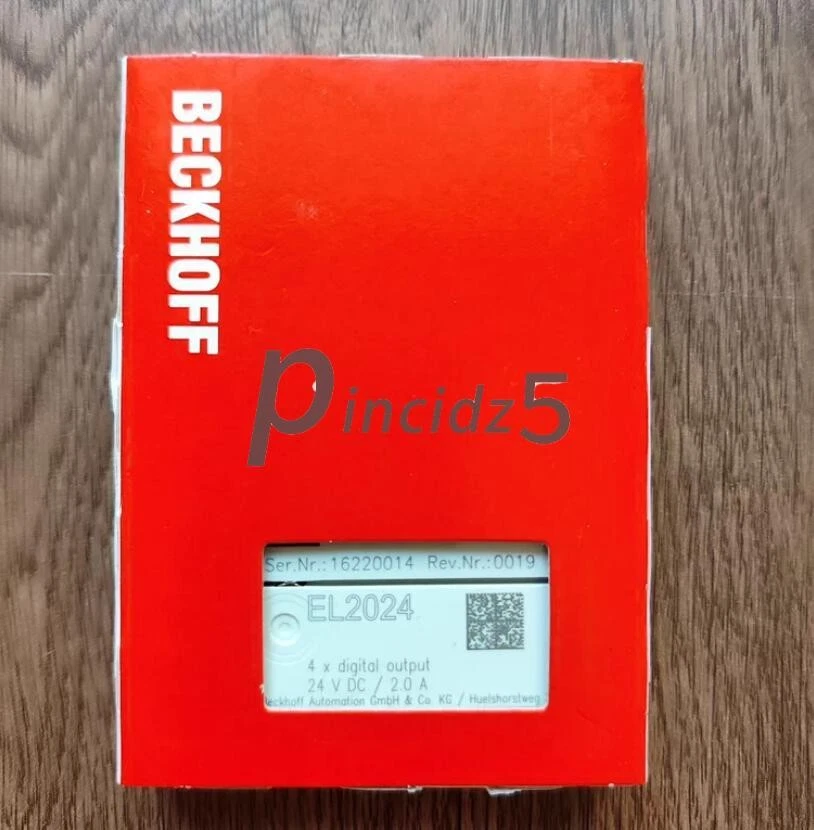 BECKHOFF
pincidz5
Ser.Nr.:16220014 Rev.Nr.:0019
EL2024
4 x digital output
24 V DC / 2.0 A
eckhoff Automation GmbH & Co. KG / Huelshorstweg